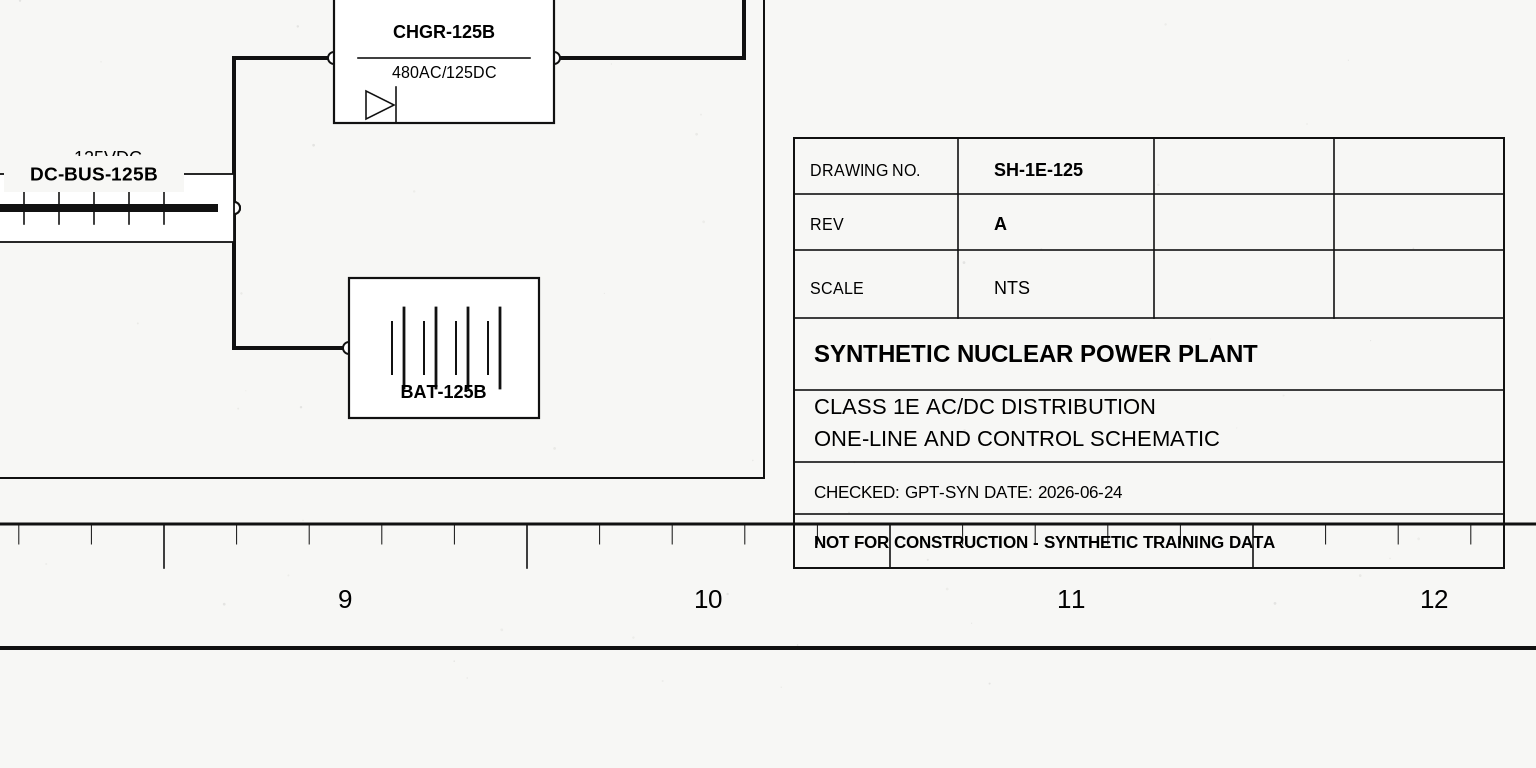 CHGR-125B
480AC/125DC
125VDC
DC-BUS-125B
BAT-125B
DRAWING NO. SH-1E-125
REV A
SCALE NTS
SYNTHETIC NUCLEAR POWER PLANT
CLASS 1E AC/DC DISTRIBUTION
ONE-LINE AND CONTROL SCHEMATIC
CHECKED: GPT-SYN DATE: 2026-06-24
NOT FOR CONSTRUCTION - SYNTHETIC TRAINING DATA
9 10 11 12